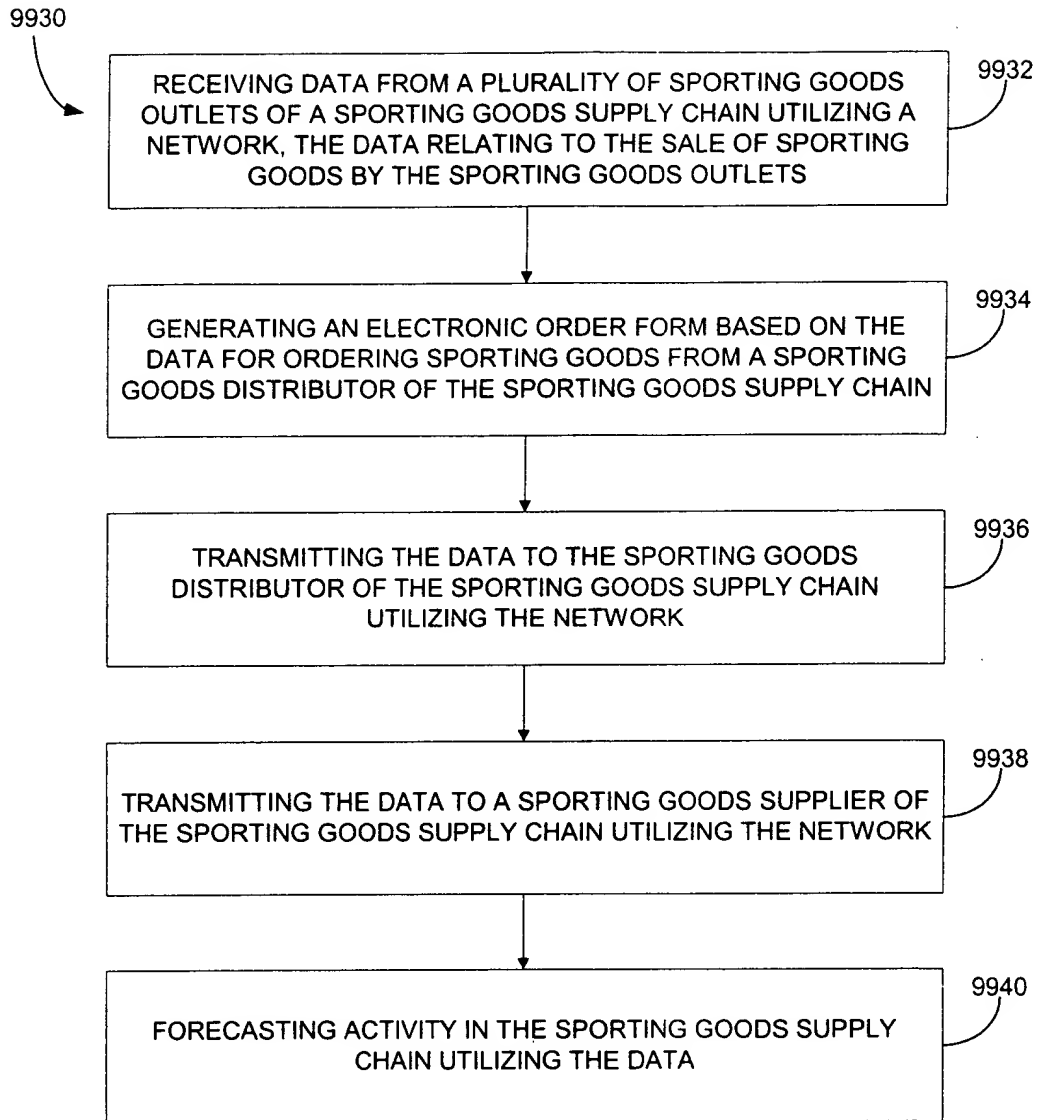 9930
RECEIVING DATA FROM A PLURALITY OF SPORTING GOODS
OUTLETS OF A SPORTING GOODS SUPPLY CHAIN UTILIZING A
NETWORK, THE DATA RELATING TO THE SALE OF SPORTING
GOODS BY THE SPORTING GOODS OUTLETS
9932
GENERATING AN ELECTRONIC ORDER FORM BASED ON THE
DATA FOR ORDERING SPORTING GOODS FROM A SPORTING
GOODS DISTRIBUTOR OF THE SPORTING GOODS SUPPLY CHAIN
9934
TRANSMITTING THE DATA TO THE SPORTING GOODS
DISTRIBUTOR OF THE SPORTING GOODS SUPPLY CHAIN
UTILIZING THE NETWORK
9936
TRANSMITTING THE DATA TO A SPORTING GOODS SUPPLIER OF
THE SPORTING GOODS SUPPLY CHAIN UTILIZING THE NETWORK
9938
FORECASTING ACTIVITY IN THE SPORTING GOODS SUPPLY
CHAIN UTILIZING THE DATA
9940